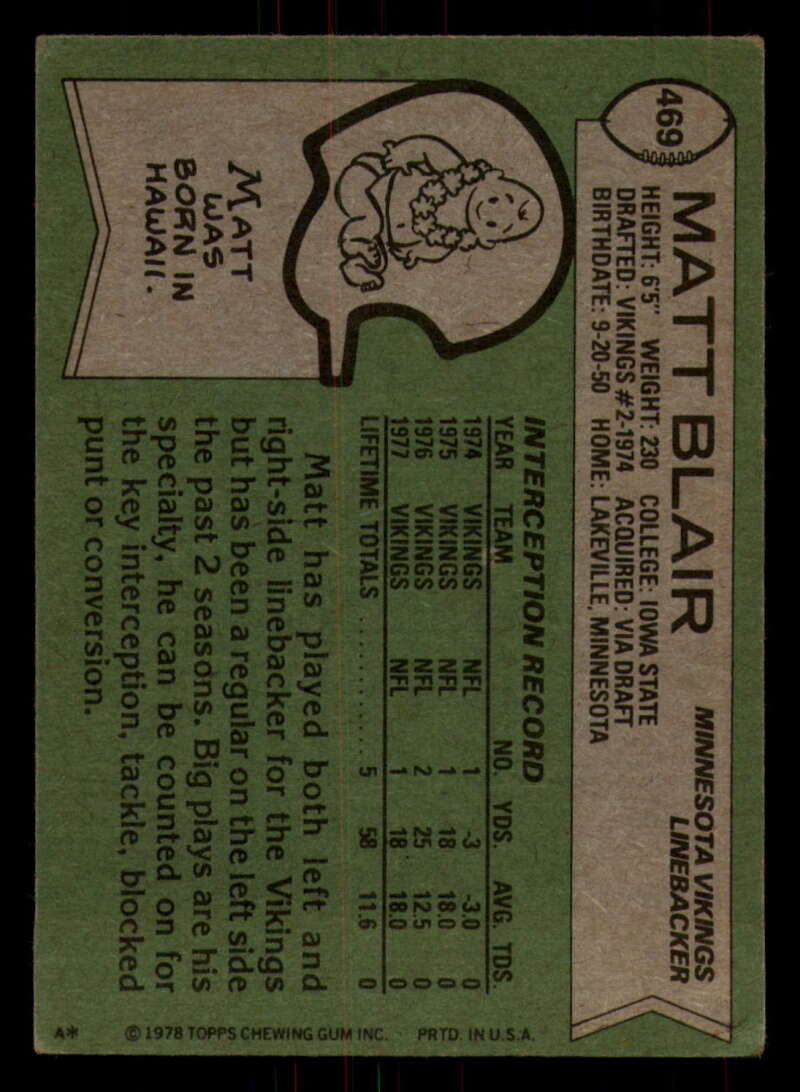 469
MATT BLAIR
MINNESOTA VIKINGS
LINEBACKER
HEIGHT: 6'5" WEIGHT: 230 COLLEGE: IOWA STATE
DRAFTED: VIKINGS #2-1974 ACQUIRED: VIA DRAFT
BIRTHDATE: 9-20-50 HOME: LAKEVILLE, MINNESOTA
MATT
WAS
BORN IN
HAWAII.
INTERCEPTION RECORD
YEAR TEAM NO. YDS. AVG. TDS.
1974 VIKINGS NFL 1 -3 -3.0 0
1975 VIKINGS NFL 1 18 18.0 0
1976 VIKINGS NFL 2 25 12.5 0
1977 VIKINGS NFL 1 18 18.0 0
LIFETIME TOTALS ............. 5 58 11.6 0
Matt has played both left and
right-side linebacker for the Vikings
but has been a regular on the left side
the past 2 seasons. Big plays are his
specialty, he can be counted on for
the key interception, tackle, blocked
punt or conversion.
A* © 1978 TOPPS CHEWING GUM INC. PRTD. IN U.S.A.